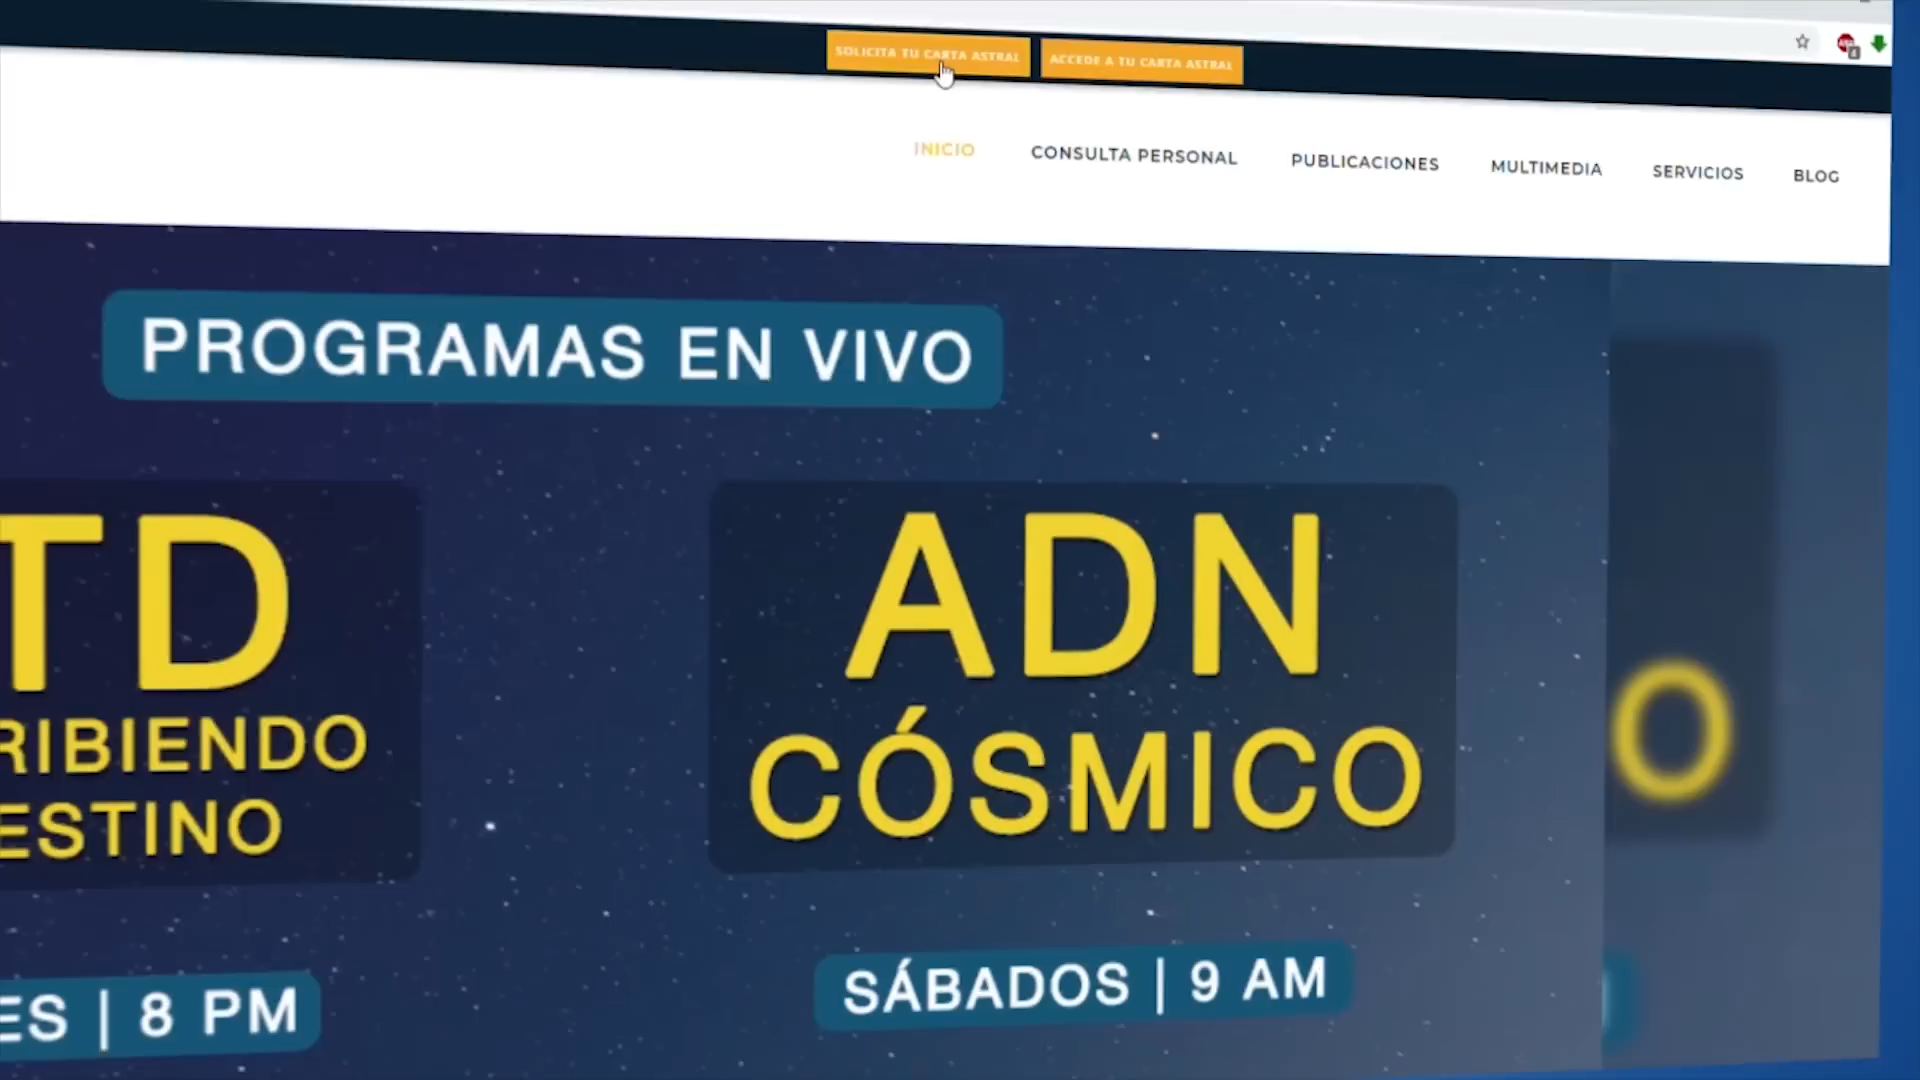 SOLICITA TU CARTA ASTRAL
ACCEDE A TU CARTA ASTRAL
INICIO
CONSULTA PERSONAL
PUBLICACIONES
MULTIMEDIA
SERVICIOS
BLOG
PROGRAMAS EN VIVO
TD
RIBIENDO
ESTINO
ES | 8 PM
ADN
CÓSMICO
SÁBADOS | 9 AM
O